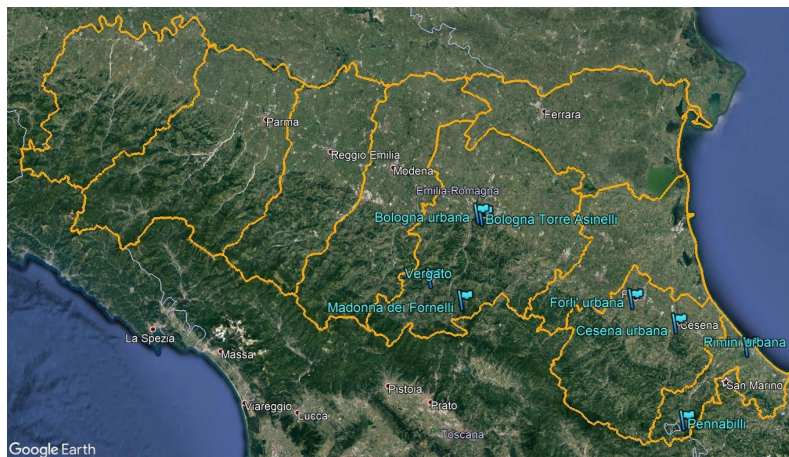 Parma
Ferrara
Reggio Emilia
Modena
Emilia-Romagna
Bologna urbana
Bologna Torre Asinelli
Vergato
Madonna dei Fornelli
Forli' urbana
Cesena urbana
Cesena
Rimini urbana
La Spezia
Massa
San Marino
Pistoia
Viareggio
Prato
Lucca
Pennabilli
Toscana
Google Earth